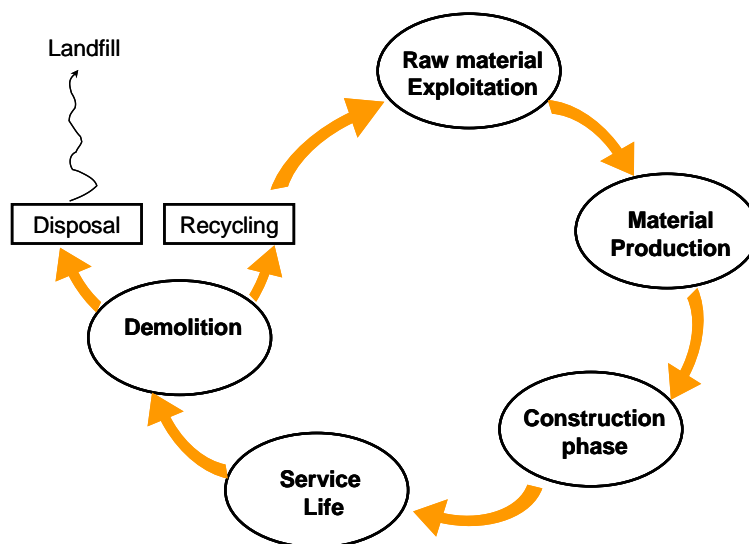 Landfill
Raw material
Exploitation
Disposal
Recycling
Material
Production
Demolition
Construction
phase
Service
Life